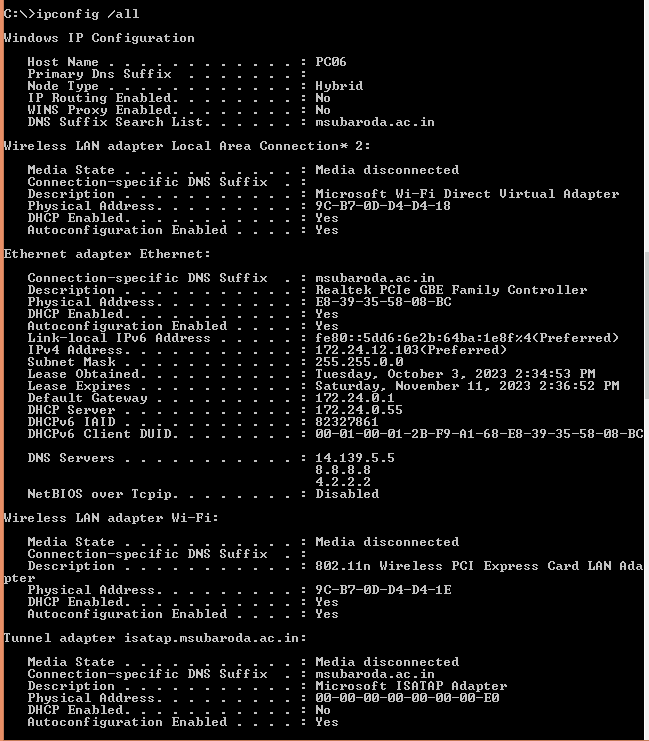 C:\>ipconfig /all
Windows IP Configuration
Host Name . . . . . . . . . . . . : PC06
Primary Dns Suffix . . . . . . . :
Node Type . . . . . . . . . . . . : Hybrid
IP Routing Enabled. . . . . . . . : No
WINS Proxy Enabled. . . . . . . . : No
DNS Suffix Search List. . . . . . : msubaroda.ac.in
Wireless LAN adapter Local Area Connection* 2:
Media State . . . . . . . . . . . : Media disconnected
Connection-specific DNS Suffix . :
Description . . . . . . . . . . . : Microsoft Wi-Fi Direct Virtual Adapter
Physical Address. . . . . . . . . : 9C-B7-0D-D4-D4-18
DHCP Enabled. . . . . . . . . . . : Yes
Autoconfiguration Enabled . . . . : Yes
Ethernet adapter Ethernet:
Connection-specific DNS Suffix . : msubaroda.ac.in
Description . . . . . . . . . . . : Realtek PCIe GBE Family Controller
Physical Address. . . . . . . . . : E8-39-35-58-08-BC
DHCP Enabled. . . . . . . . . . . : Yes
Autoconfiguration Enabled . . . . : Yes
Link-local IPv6 Address . . . . . : fe80::5dd6:6e2b:64ba:1e8f%4(Preferred)
IPv4 Address. . . . . . . . . . . : 172.24.12.103(Preferred)
Subnet Mask . . . . . . . . . . . : 255.255.0.0
Lease Obtained. . . . . . . . . . : Tuesday, October 3, 2023 2:34:53 PM
Lease Expires . . . . . . . . . . : Saturday, November 11, 2023 2:36:52 PM
Default Gateway . . . . . . . . . : 172.24.0.1
DHCP Server . . . . . . . . . . . : 172.24.0.55
DHCPv6 IAID . . . . . . . . . . . : 82327861
DHCPv6 Client DUID. . . . . . . . : 00-01-00-01-2B-F9-A1-68-E8-39-35-58-08-BC
DNS Servers . . . . . . . . . . . : 14.139.5.5
8.8.8.8
4.2.2.2
NetBIOS over Tcpip. . . . . . . . : Disabled
Wireless LAN adapter Wi-Fi:
Media State . . . . . . . . . . . : Media disconnected
Connection-specific DNS Suffix . :
Description . . . . . . . . . . . : 802.11n Wireless PCI Express Card LAN Ada
pter
Physical Address. . . . . . . . . : 9C-B7-0D-D4-D4-1E
DHCP Enabled. . . . . . . . . . . : Yes
Autoconfiguration Enabled . . . . : Yes
Tunnel adapter isatap.msubaroda.ac.in:
Media State . . . . . . . . . . . : Media disconnected
Connection-specific DNS Suffix . : msubaroda.ac.in
Description . . . . . . . . . . . : Microsoft ISATAP Adapter
Physical Address. . . . . . . . . : 00-00-00-00-00-00-00-E0
DHCP Enabled. . . . . . . . . . . : No
Autoconfiguration Enabled . . . . : Yes